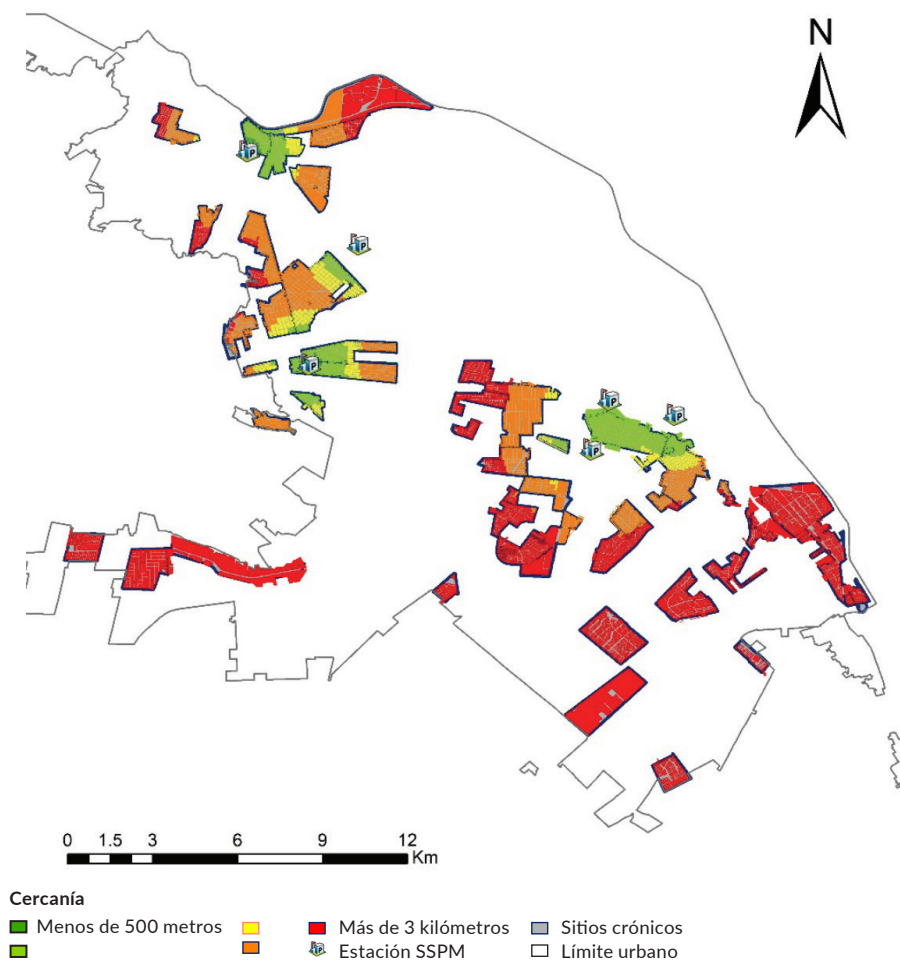 N
0 1.5 3 6 9 12
Km
Cercanía
Menos de 500 metros
Más de 3 kilómetros
Sitios crónicos
Estación SSPM
Límite urbano